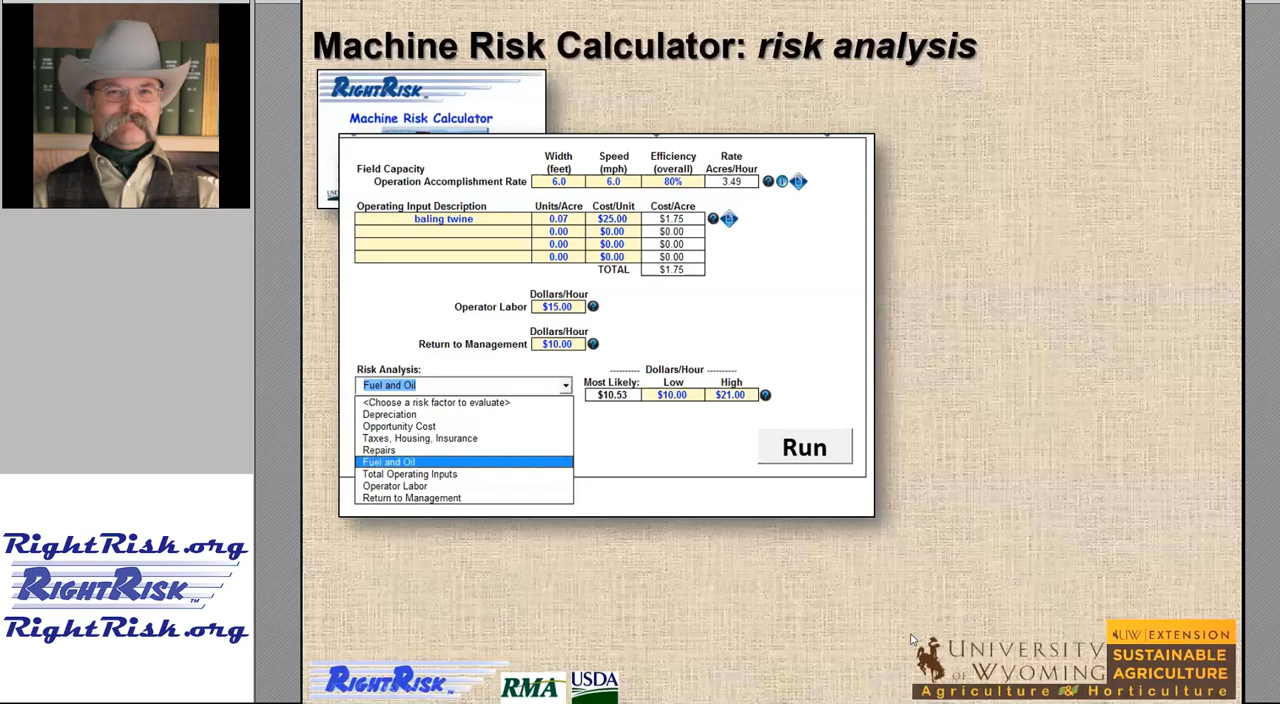 Machine Risk Calculator: risk analysis
RIGHTRISK™
Machine Risk Calculator
Width Speed Efficiency Rate
Field Capacity (feet) (mph) (overall) Acres/Hour
Operation Accomplishment Rate 6.0 6.0 80% 3.49
Operating Input Description Units/Acre Cost/Unit Cost/Acre
baling twine 0.07 $25.00 $1.75
0.00 $0.00 $0.00
0.00 $0.00 $0.00
0.00 $0.00 $0.00
TOTAL $1.75
Dollars/Hour
Operator Labor $15.00
Dollars/Hour
Return to Management $10.00
Risk Analysis: ---------- Dollars/Hour ----------
Fuel and Oil Most Likely: Low High
$10.53 $10.00 $21.00
<Choose a risk factor to evaluate>
Depreciation
Opportunity Cost
Taxes, Housing, Insurance
Repairs
Fuel and Oil
Total Operating Inputs
Operator Labor
Return to Management
Run
RightRisk.org
RIGHTRISK™
RightRisk.org
RIGHTRISK™
RMA
USDA
UNIVERSITY
OF WYOMING
UW | EXTENSION
SUSTAINABLE
AGRICULTURE
Agriculture & Horticulture